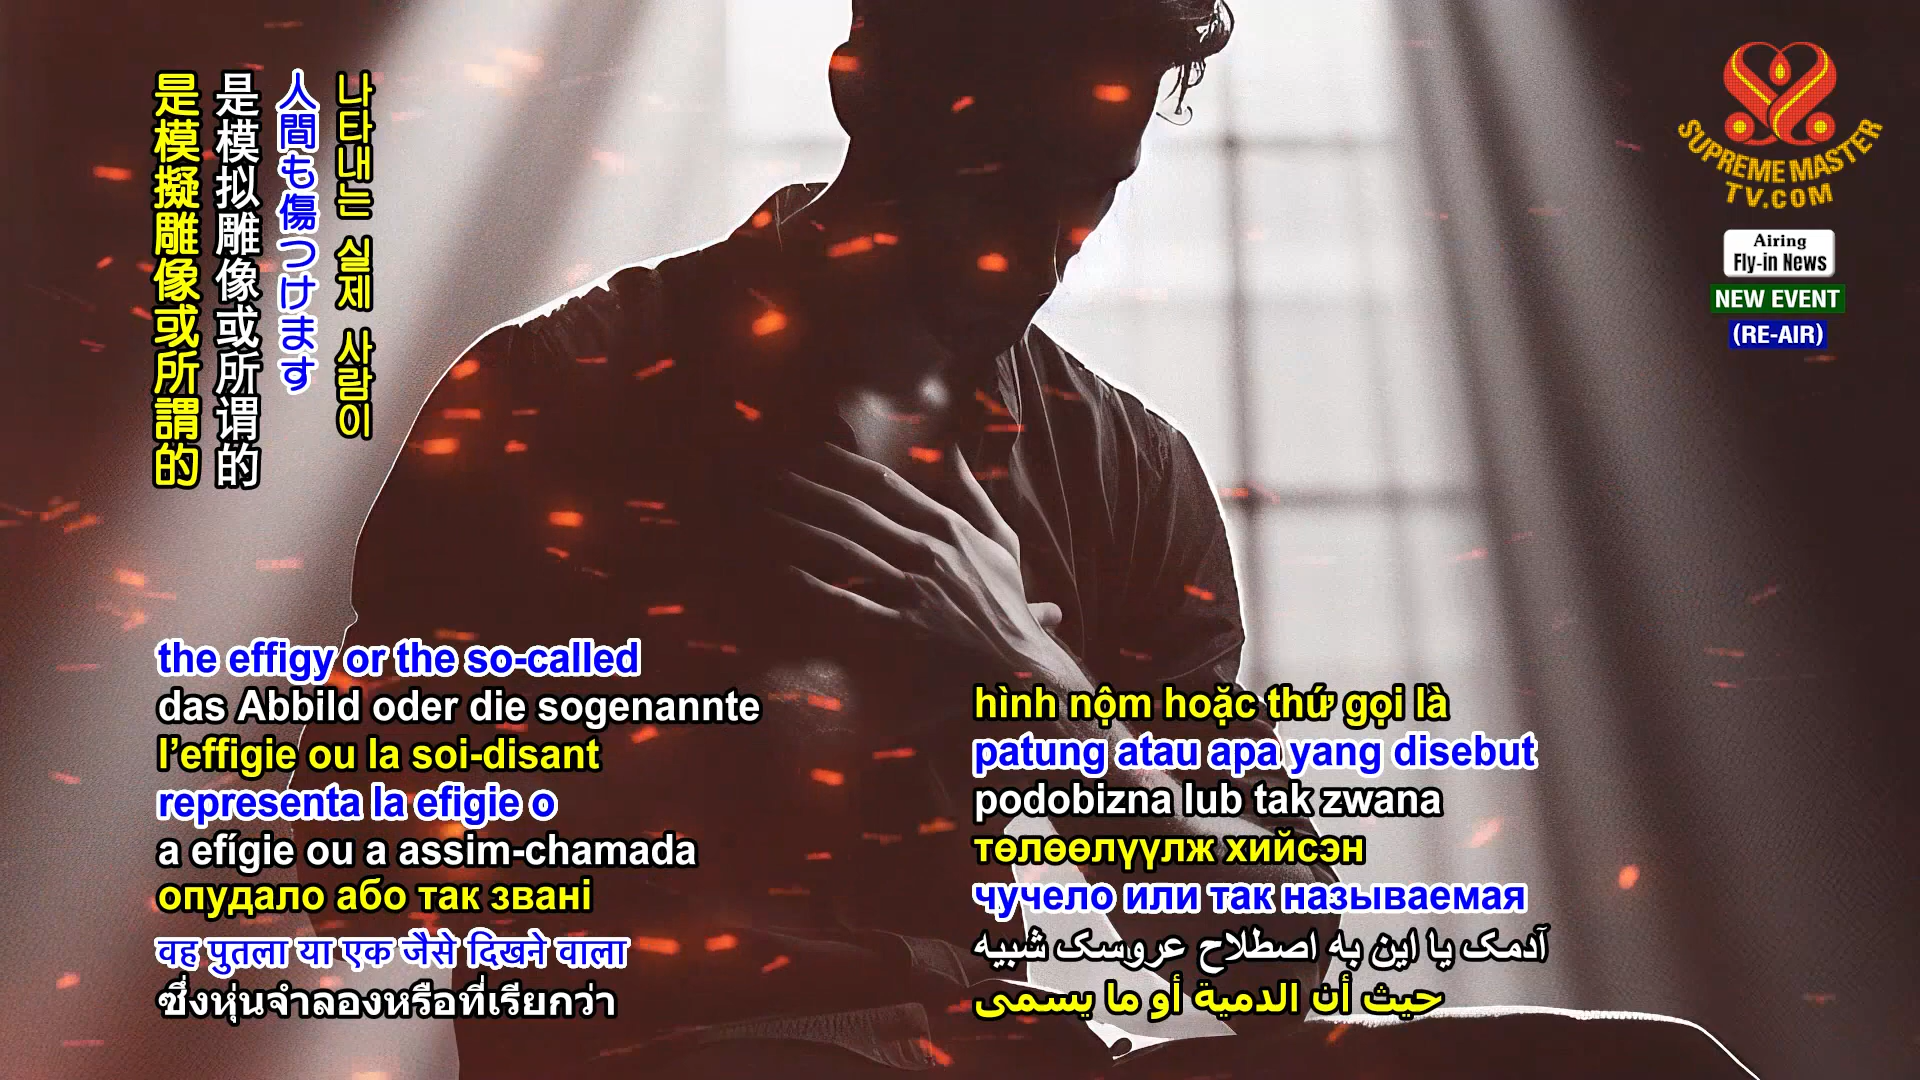 是模擬雕像或所謂的
是模拟雕像或所谓的
人間も傷つけます
나타내는 실제 사람이
the effigy or the so-called
das Abbild oder die sogenannte
l’effigie ou la soi-disant
representa la efigie o
a efígie ou a assim-chamada
опудало або так звані
वह पुतला या एक जैसे दिखने वाला
ซึ่งหุ่นจำลองหรือที่เรียกว่า
hình nộm hoặc thứ gọi là
patung atau apa yang disebut
podobizna lub tak zwana
төлөөлүүлж хийсэн
чучело или так называемая
آدمک یا این به اصطلاح عروسک شبیه
حيث أن الدمية أو ما يسمى
SUPREME MASTER
TV.COM
Airing
Fly-in News
NEW EVENT
(RE-AIR)